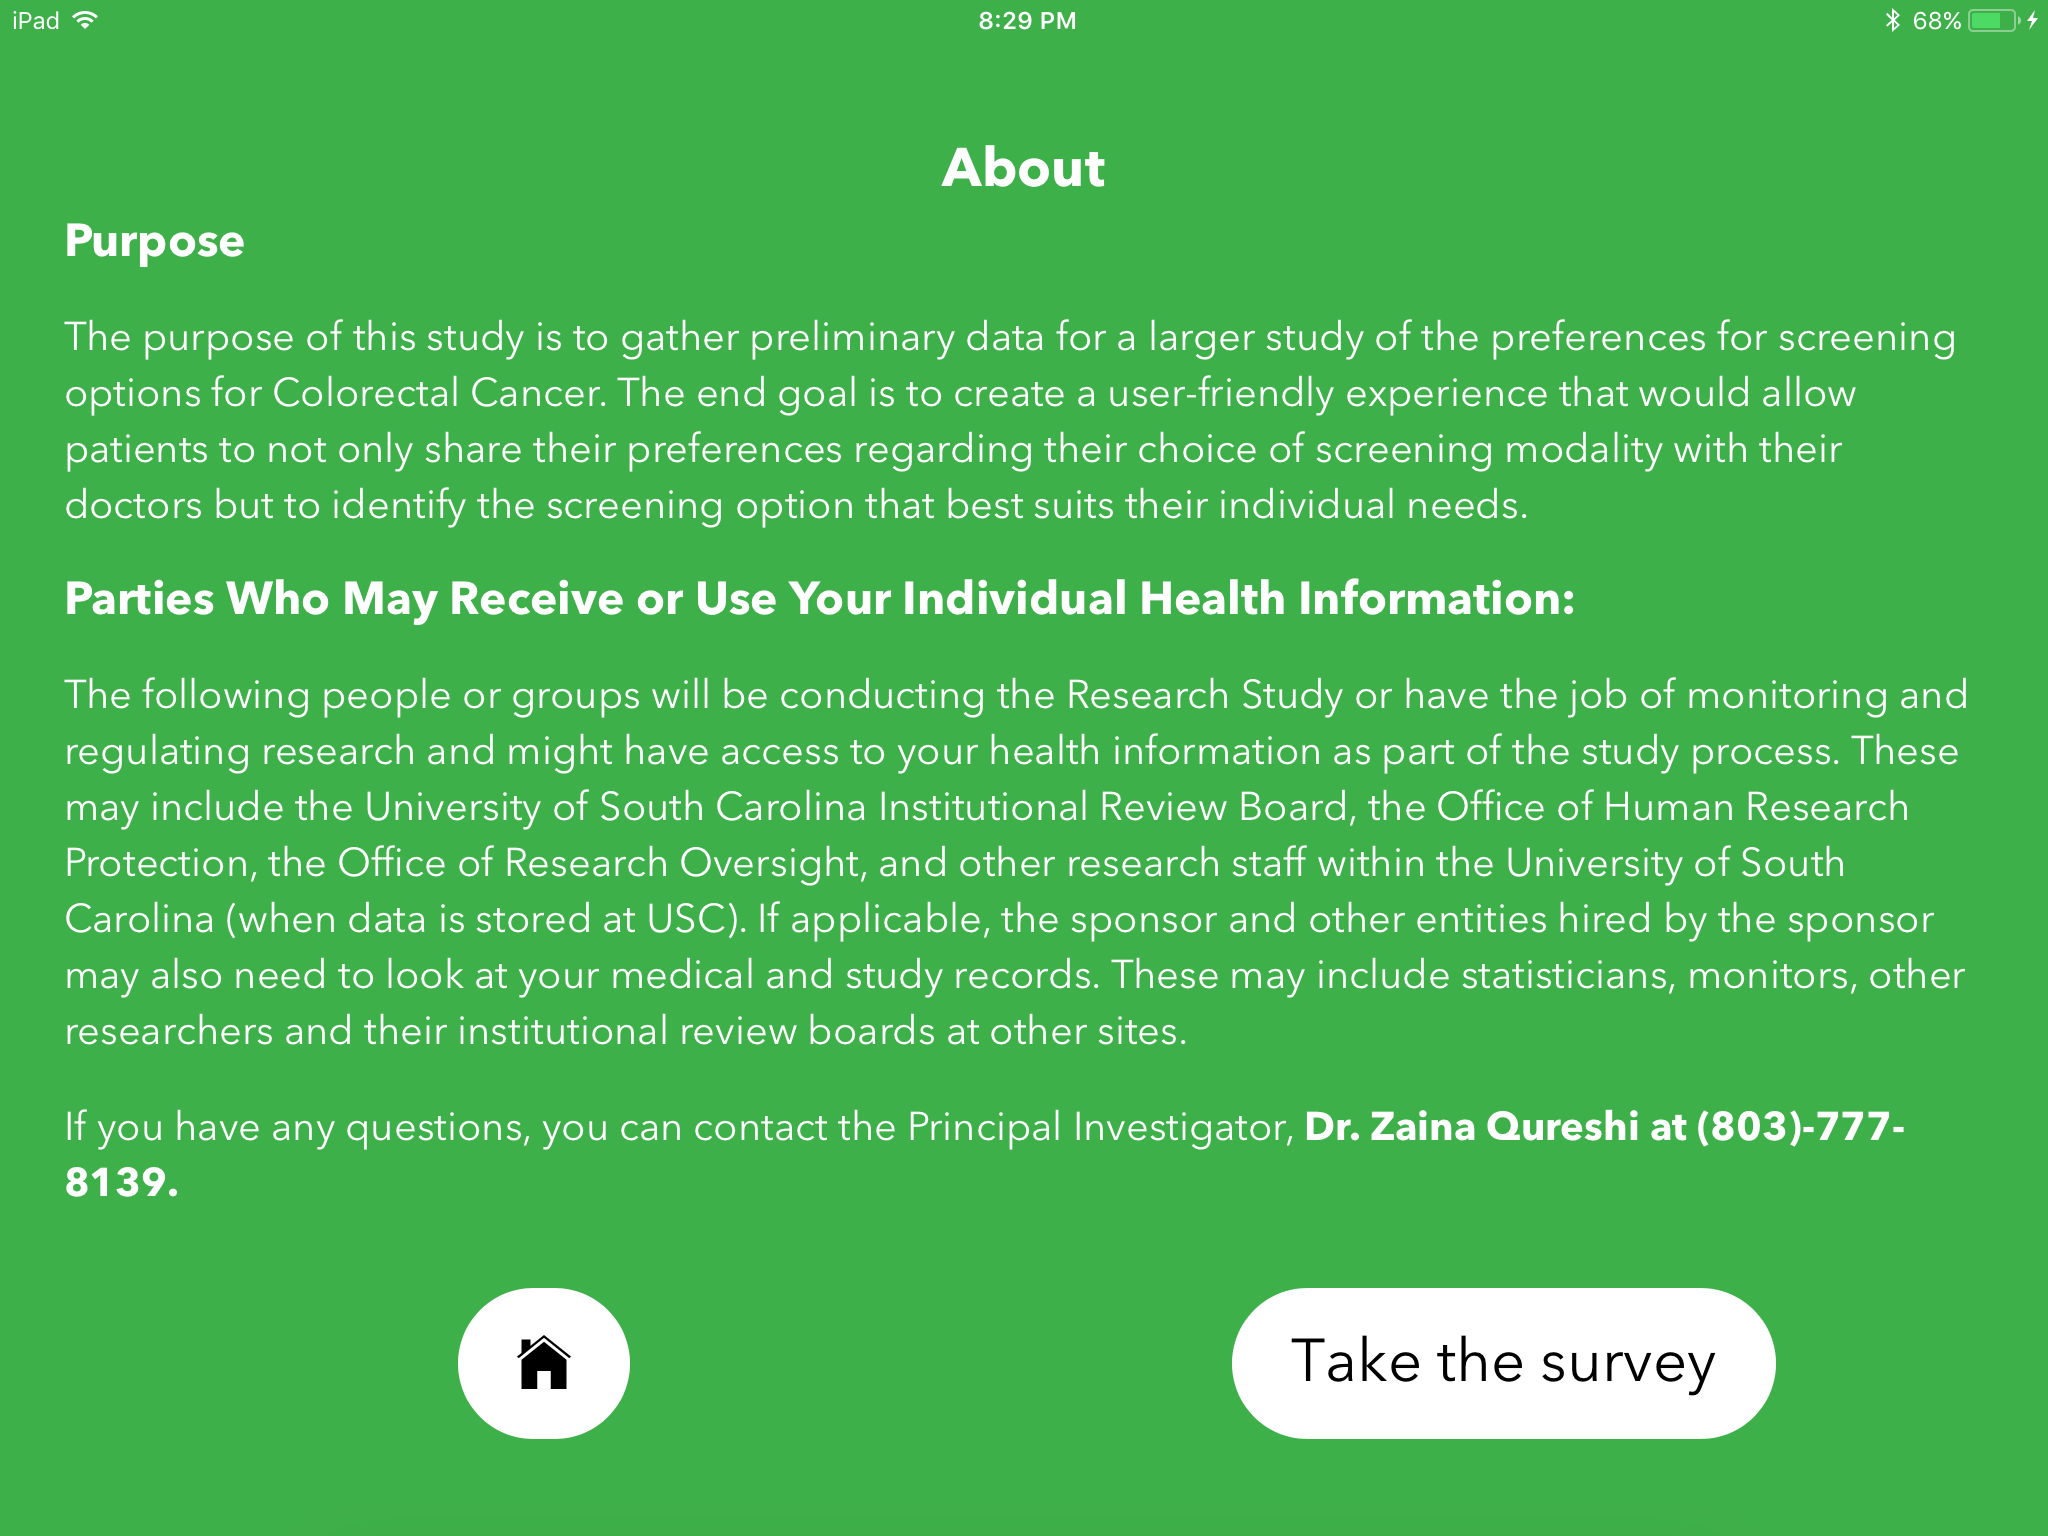 iPad
8:29 PM
68%
About
Purpose
The purpose of this study is to gather preliminary data for a larger study of the preferences for screening
options for Colorectal Cancer. The end goal is to create a user-friendly experience that would allow
patients to not only share their preferences regarding their choice of screening modality with their
doctors but to identify the screening option that best suits their individual needs.
Parties Who May Receive or Use Your Individual Health Information:
The following people or groups will be conducting the Research Study or have the job of monitoring and
regulating research and might have access to your health information as part of the study process. These
may include the University of South Carolina Institutional Review Board, the Office of Human Research
Protection, the Office of Research Oversight, and other research staff within the University of South
Carolina (when data is stored at USC). If applicable, the sponsor and other entities hired by the sponsor
may also need to look at your medical and study records. These may include statisticians, monitors, other
researchers and their institutional review boards at other sites.
If you have any questions, you can contact the Principal Investigator, Dr. Zaina Qureshi at (803)-777-
8139.
Take the survey